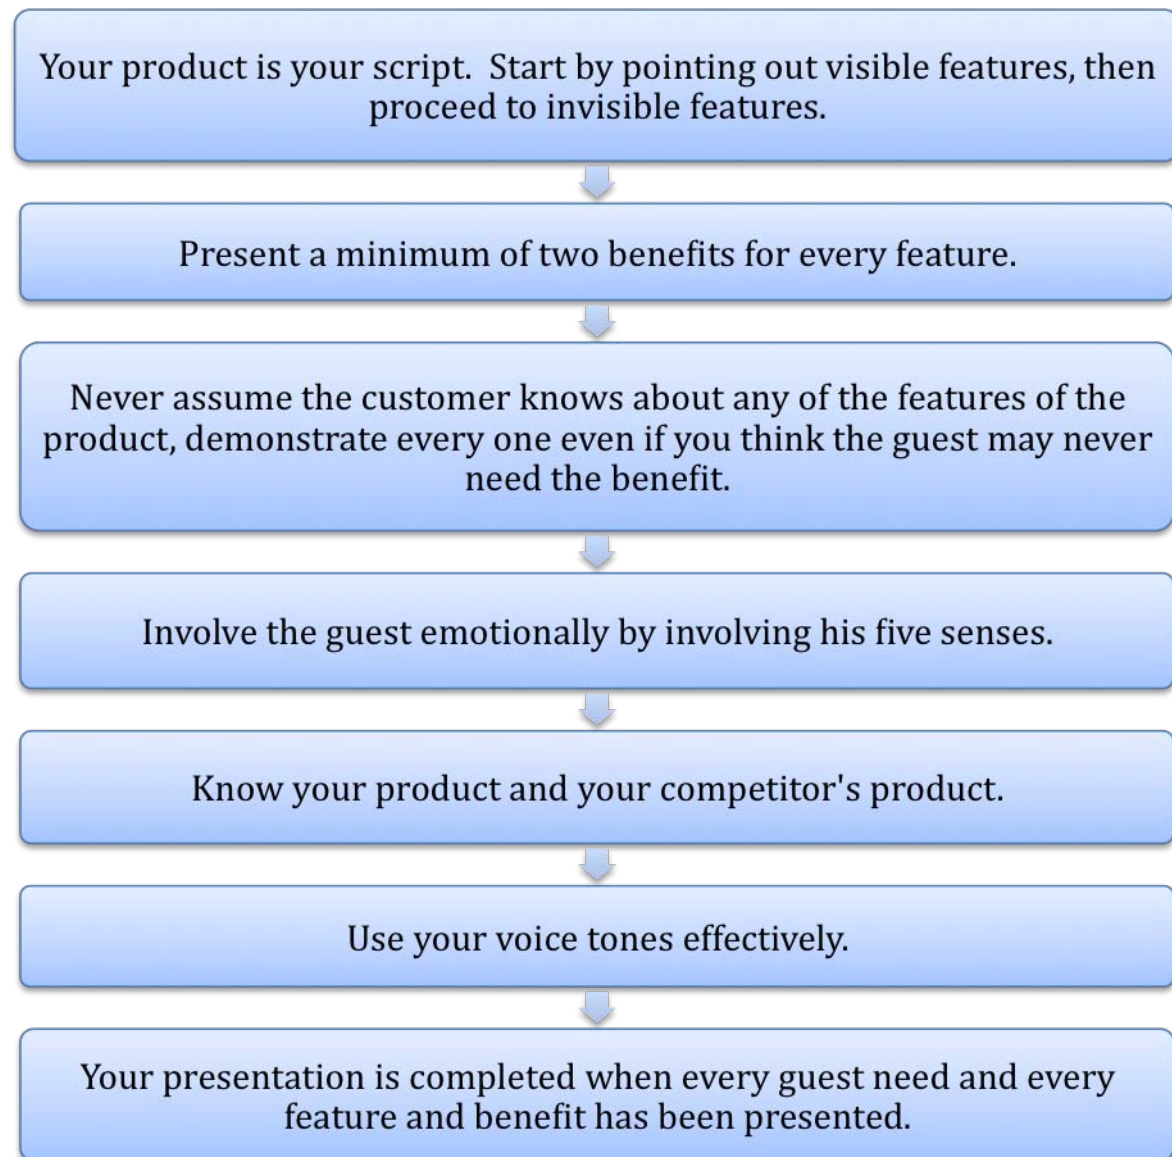 Your product is your script.  Start by pointing out visible features, then
proceed to invisible features.
Present a minimum of two benefits for every feature.
Never assume the customer knows about any of the features of the
product, demonstrate every one even if you think the guest may never
need the benefit.
Involve the guest emotionally by involving his five senses.
Know your product and your competitor's product.
Use your voice tones effectively.
Your presentation is completed when every guest need and every
feature and benefit has been presented.